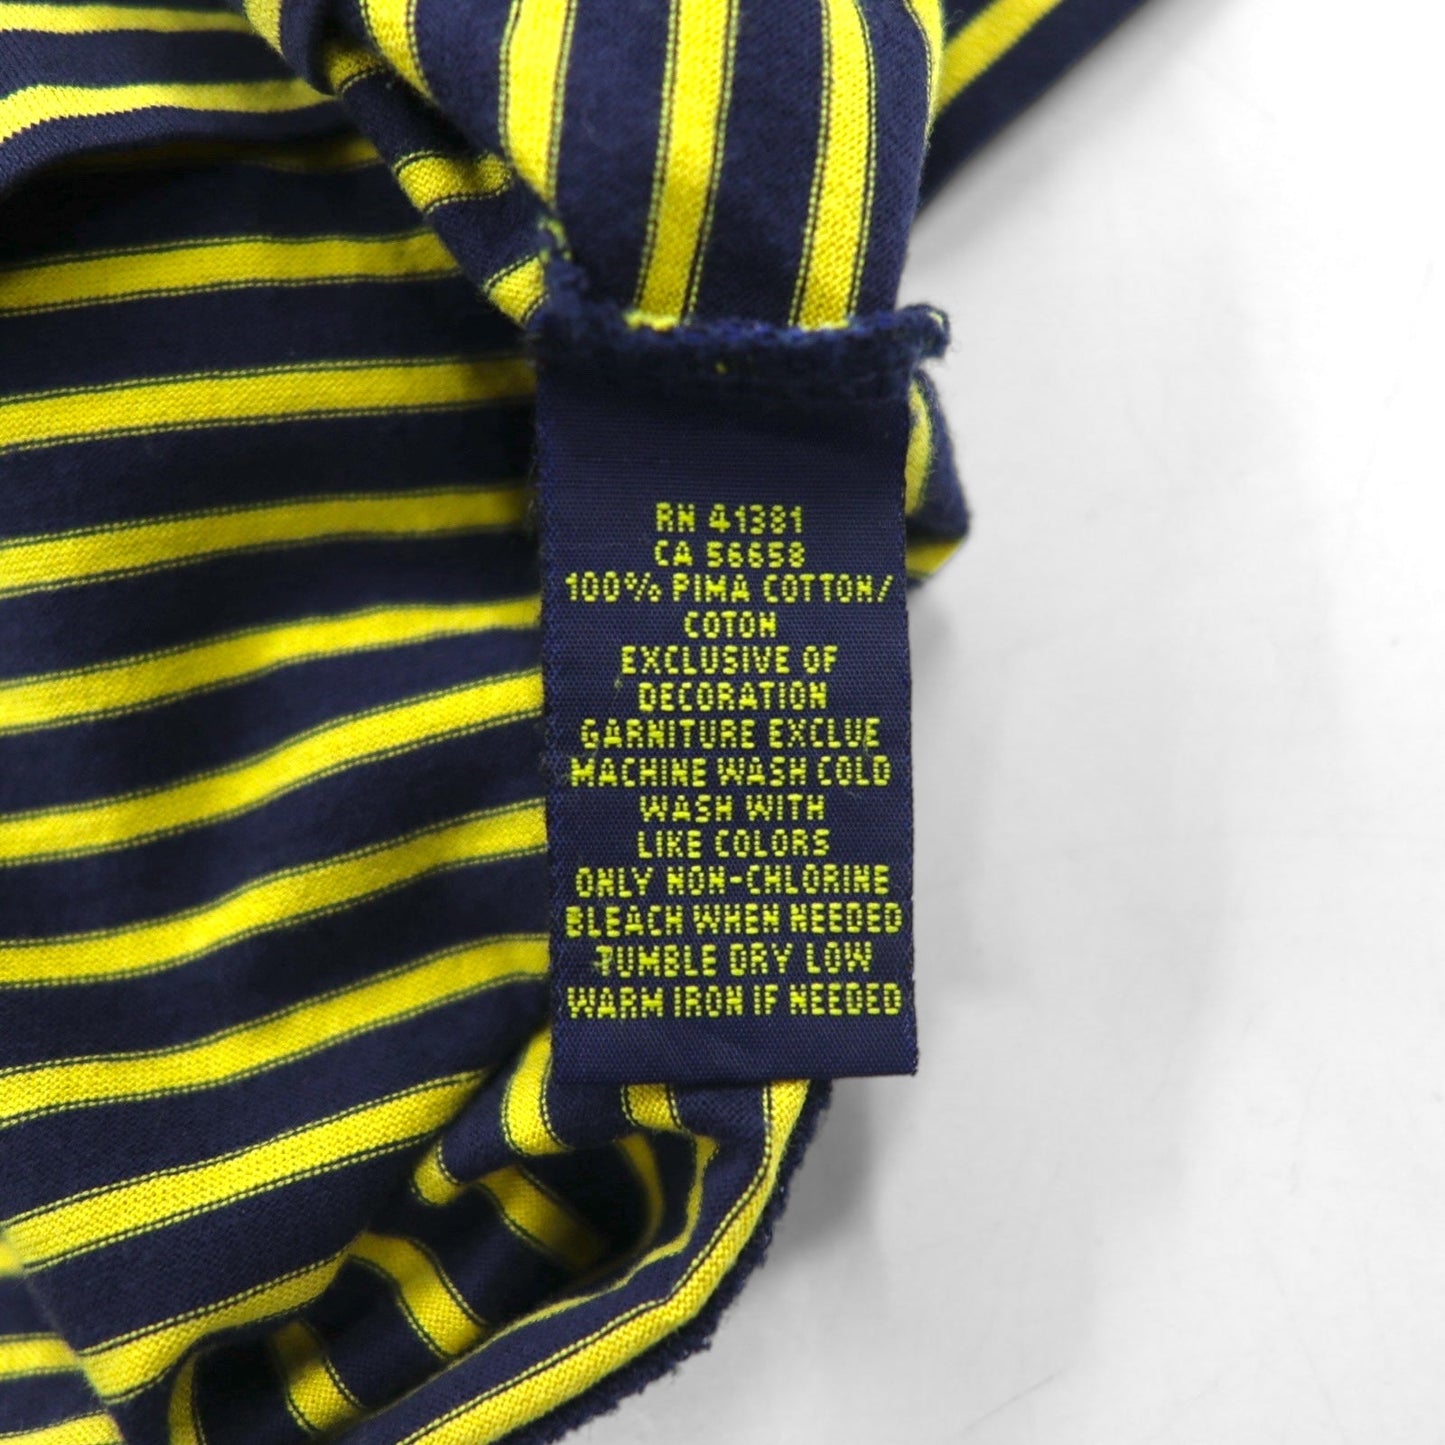 RN 41381
CA 56658
100% PIMA COTTON/
COTON
EXCLUSIVE OF
DECORATION
GARNITURE EXCLUE
MACHINE WASH COLD
WASH WITH
LIKE COLORS
ONLY NON-CHLORINE
BLEACH WHEN NEEDED
TUMBLE DRY LOW
WARM IRON IF NEEDED